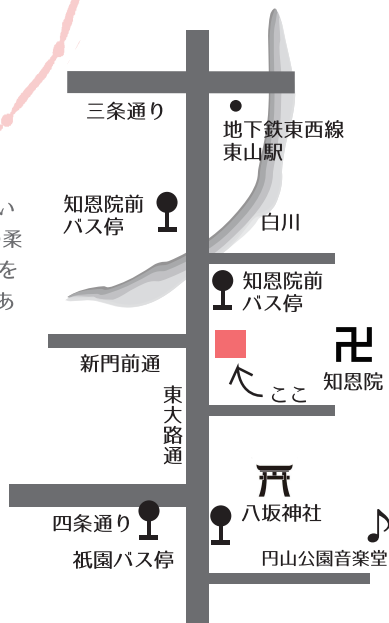 三条通り
地下鉄東西線
東山駅
知恩院前
バス停
い
柔
を
あ
白川
知恩院前
バス停
新門前通
知恩院
ここ
東大路通
八坂神社
四条通り
祇園バス停
円山公園音楽堂